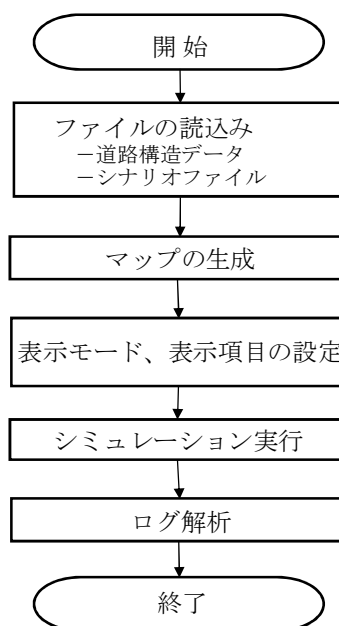 開 始
ファイルの読込み
－道路構造データ
－シナリオファイル
マップの生成
表示モード、表示項目の設定
シミュレーション実行
ログ解析
終了